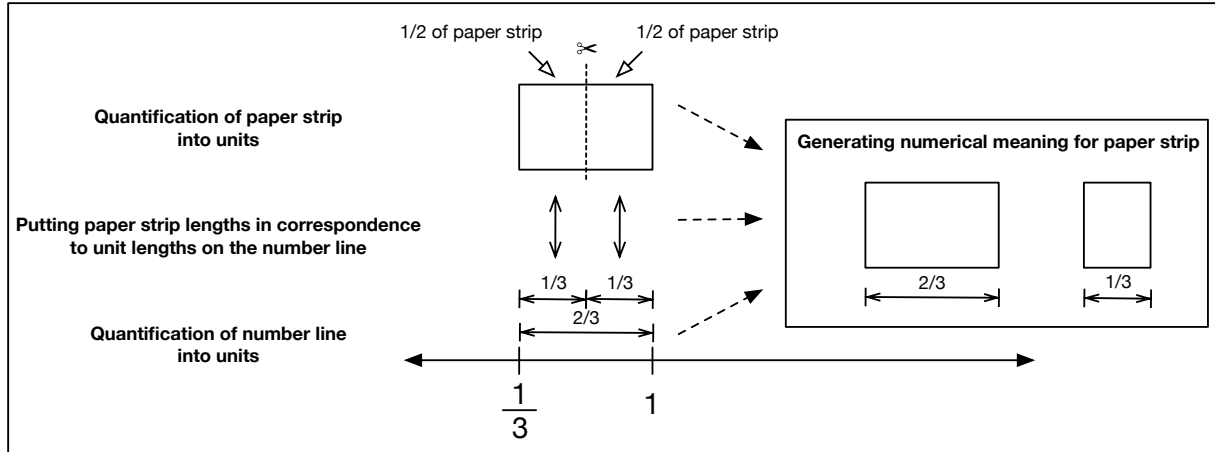 1/2 of paper strip
1/2 of paper strip
Quantification of paper strip
into units
Generating numerical meaning for paper strip
Putting paper strip lengths in correspondence
to unit lengths on the number line
1/3
1/3
2/3
2/3
1/3
Quantification of number line
into units
1
3
1